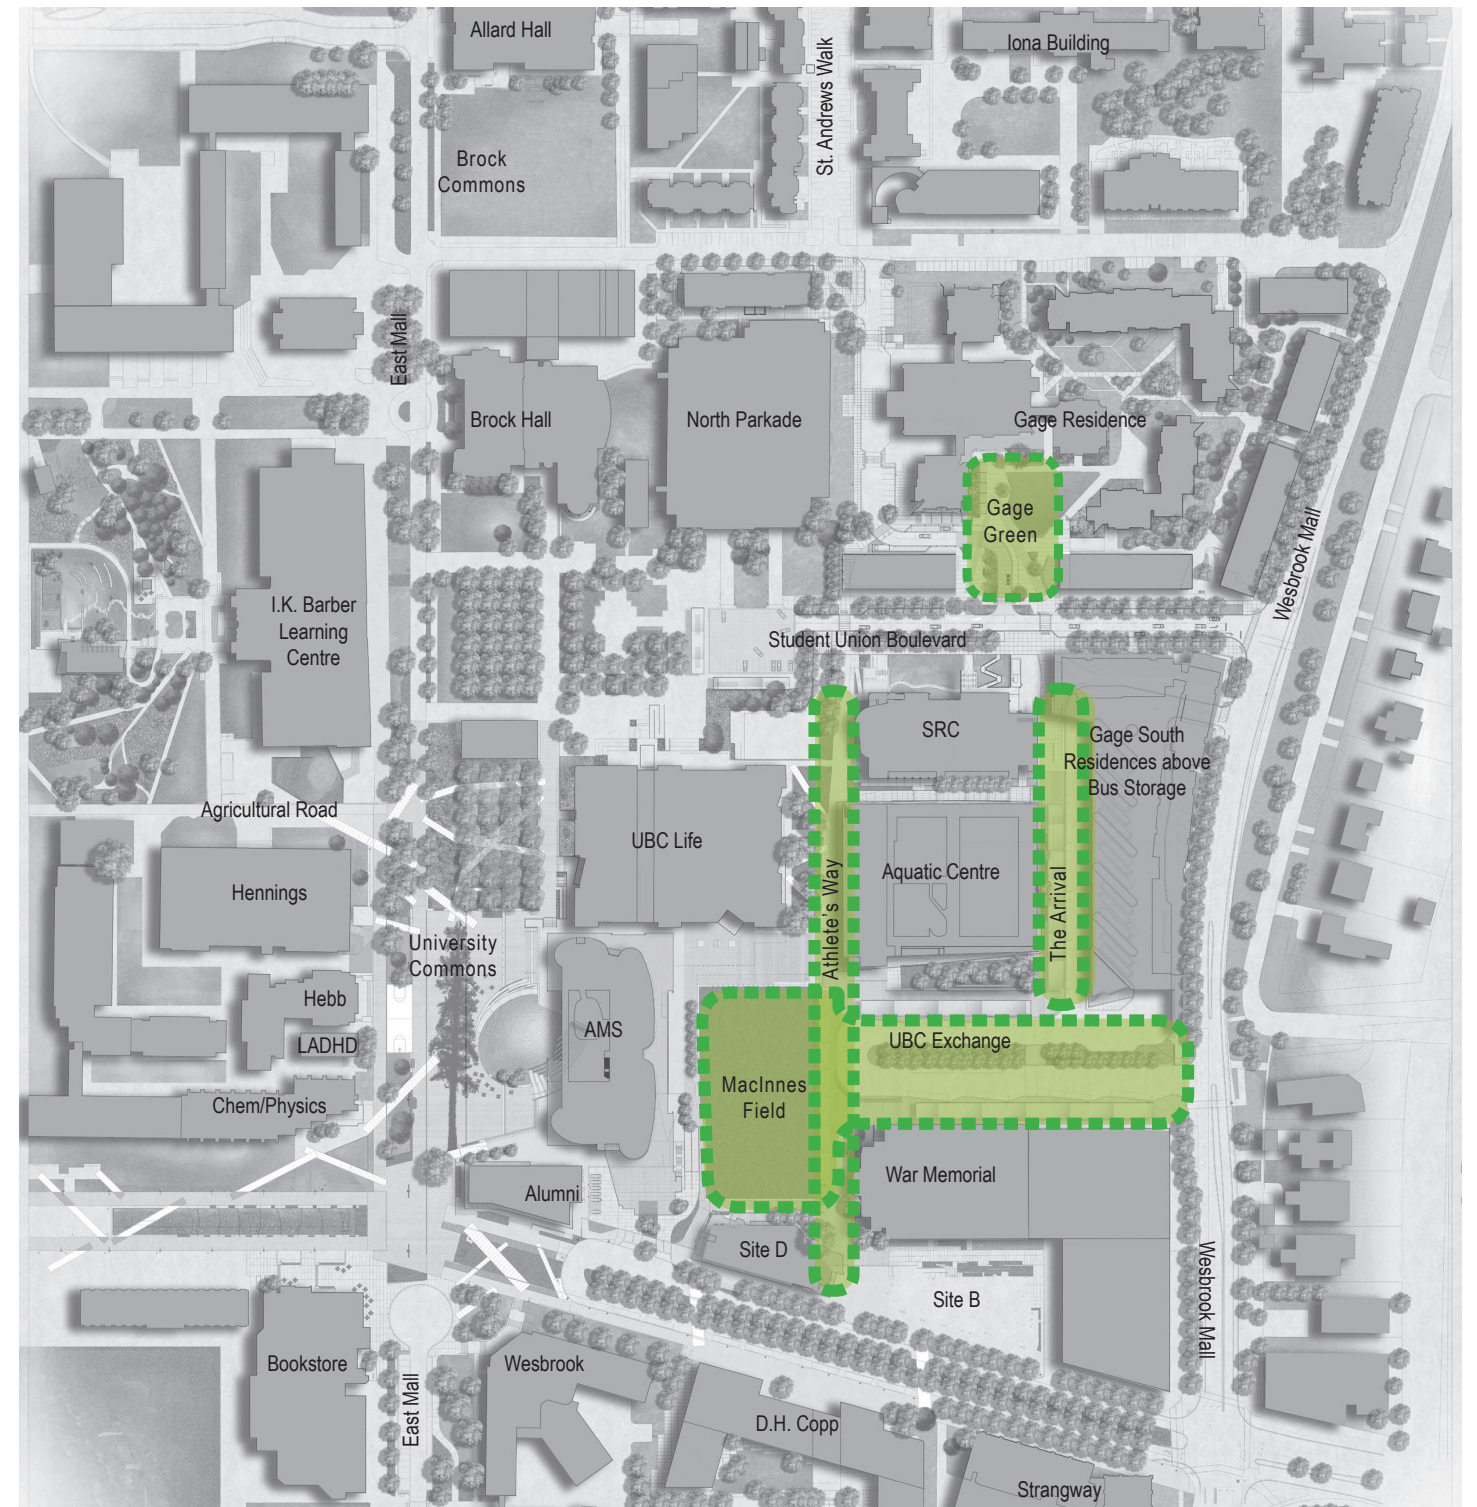 Allard Hall
Iona Building
St. Andrews Walk
Brock
Commons
East Mall
Brock Hall
North Parkade
Gage Residence
Gage
Green
Wesbrook Mall
I.K. Barber
Learning
Centre
Student Union Boulevard
SRC
Gage South
Residences above
Bus Storage
Agricultural Road
UBC Life
Aquatic Centre
Athlete's Way
The Arrival
Hennings
University
Commons
Hebb
AMS
LADHD
UBC Exchange
MacInnes
Field
Chem/Physics
War Memorial
Alumni
Site D
Site B
Wesbrook Mall
Bookstore
Wesbrook
East Mall
D.H. Copp
Strangway